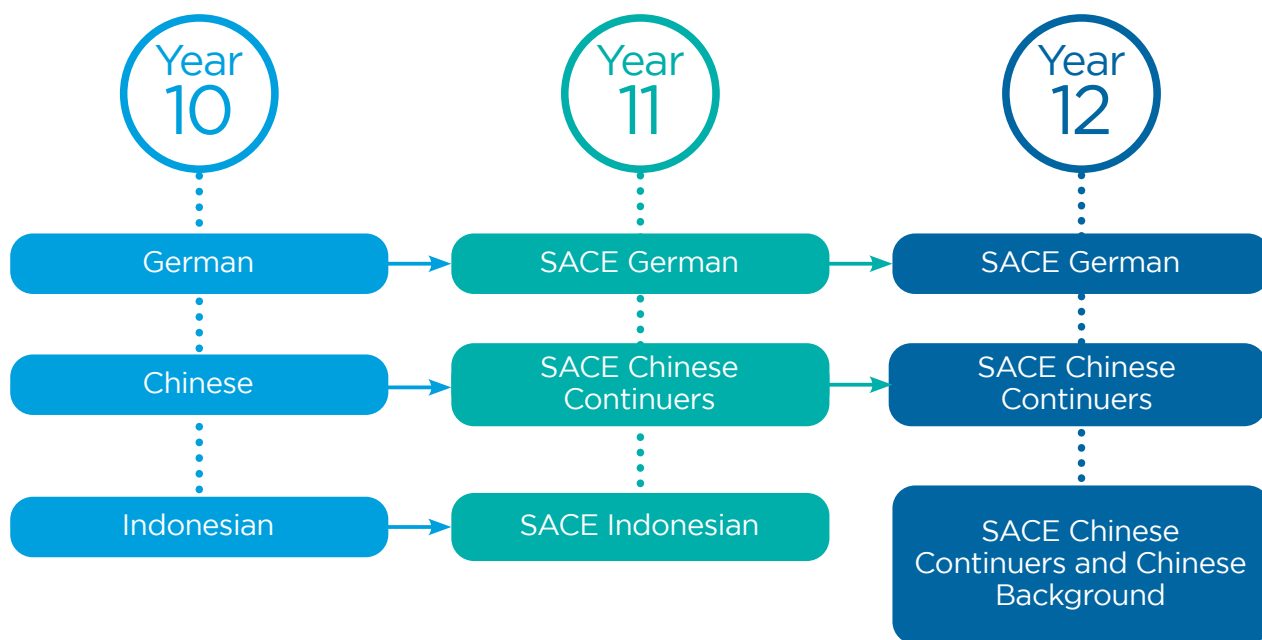 Year
10
Year
11
Year
12
German
SACE German
SACE German
Chinese
SACE Chinese
Continuers
SACE Chinese
Continuers
Indonesian
SACE Indonesian
SACE Chinese
Continuers and Chinese
Background